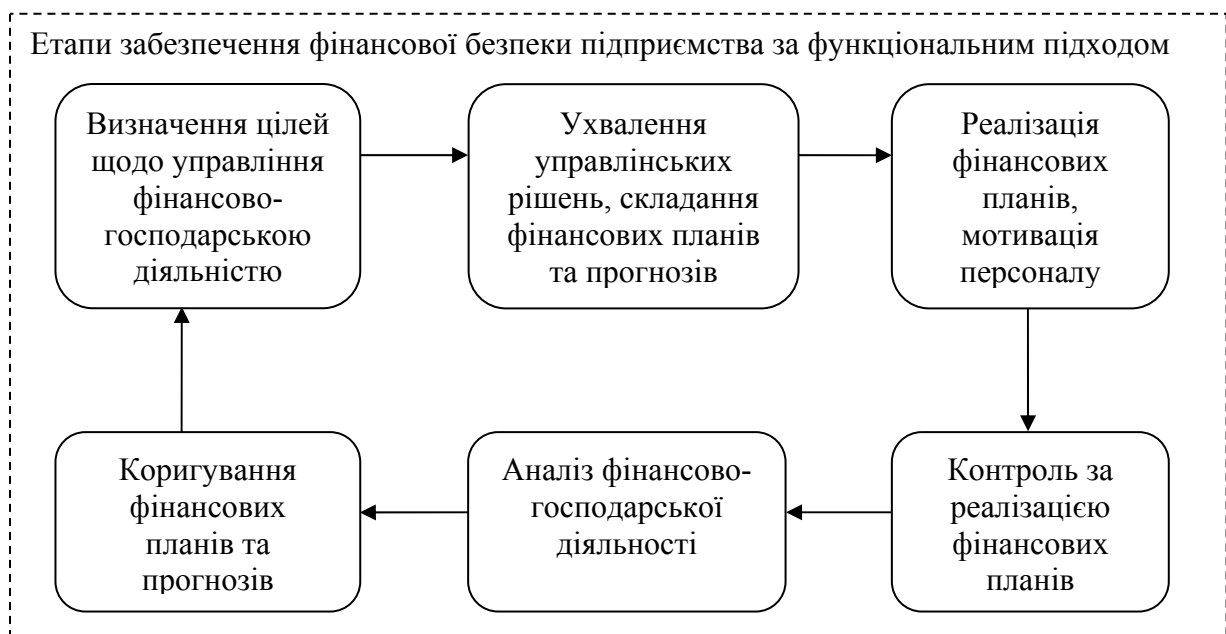 Етапи забезпечення фінансової безпеки підприємства за функціональним підходом
Визначення цілей
щодо управління
фінансово-
господарською
діяльністю
Ухвалення
управлінських
рішень, складання
фінансових планів
та прогнозів
Реалізація
фінансових
планів,
мотивація
персоналу
Коригування
фінансових
планів та
прогнозів
Аналіз фінансово-
господарської
діяльності
Контроль за
реалізацією
фінансових
планів